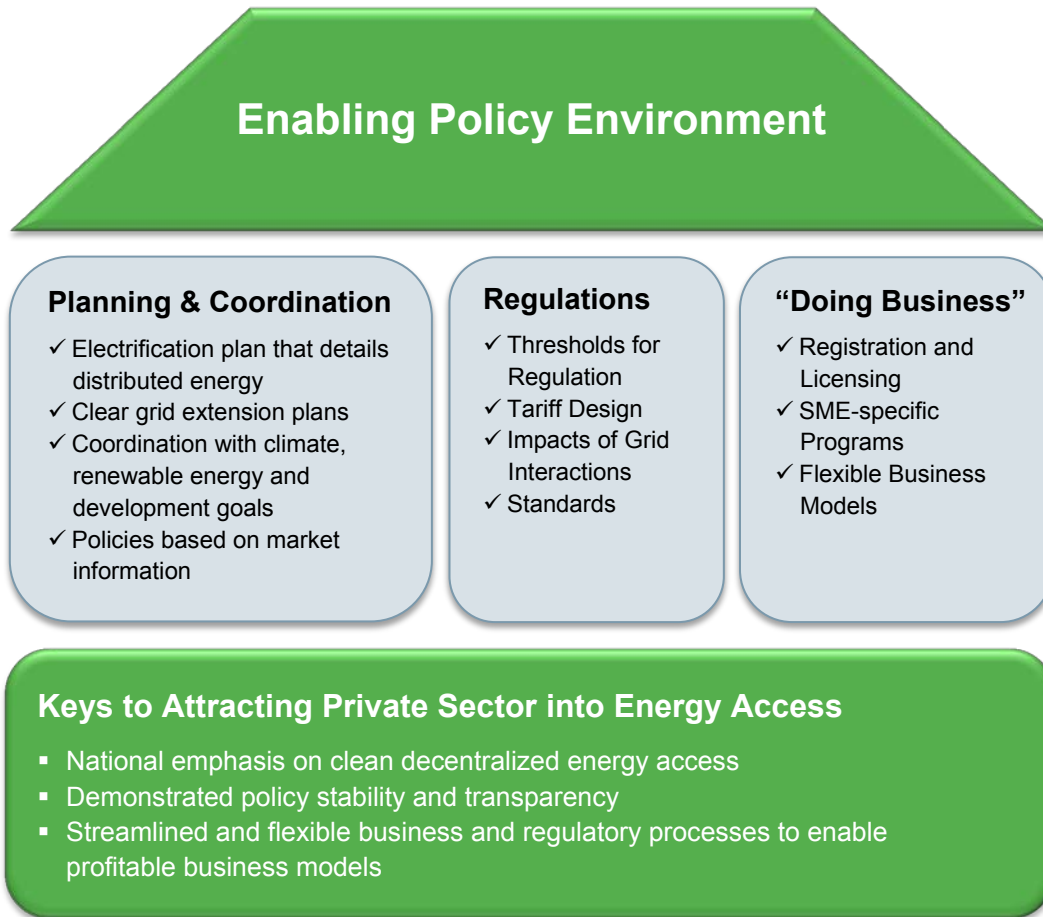 Enabling Policy Environment
Planning & Coordination
✓ Electrification plan that details
distributed energy
✓ Clear grid extension plans
✓ Coordination with climate,
renewable energy and
development goals
✓ Policies based on market
information
Regulations
✓ Thresholds for
Regulation
✓ Tariff Design
✓ Impacts of Grid
Interactions
✓ Standards
“Doing Business”
✓ Registration and
Licensing
✓ SME-specific
Programs
✓ Flexible Business
Models
Keys to Attracting Private Sector into Energy Access
▪ National emphasis on clean decentralized energy access
▪ Demonstrated policy stability and transparency
▪ Streamlined and flexible business and regulatory processes to enable
profitable business models